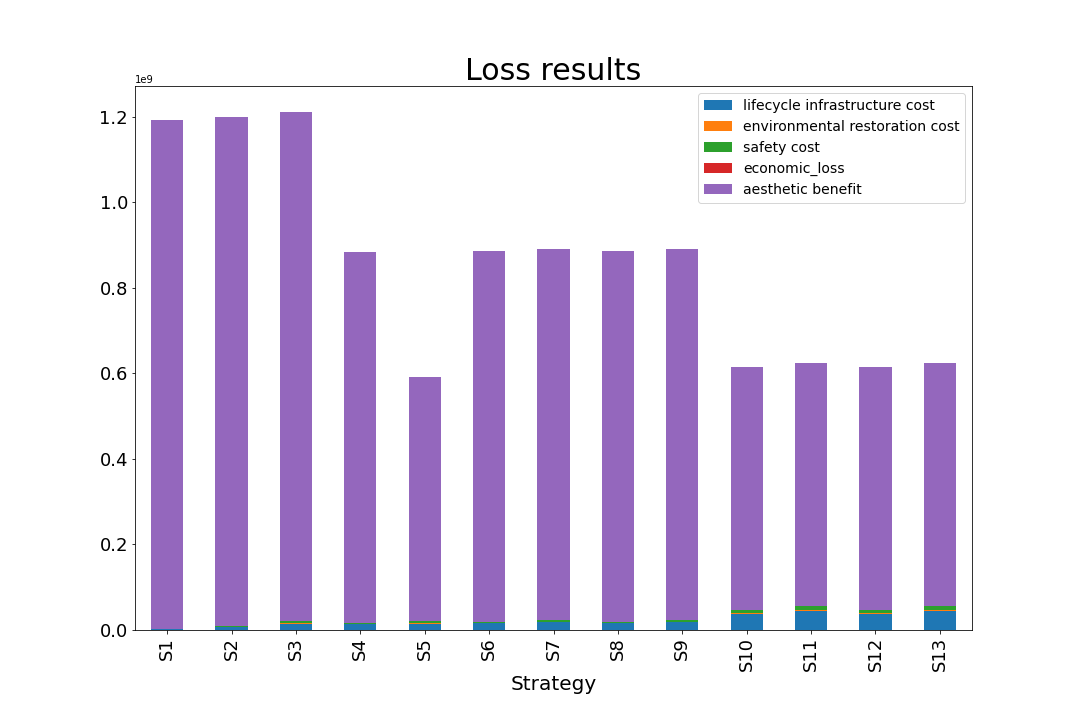 Loss results
1e9
lifecycle infrastructure cost
environmental restoration cost
safety cost
economic_loss
aesthetic benefit
1.2
1.0
0.8
0.6
0.4
0.2
0.0
S1 S2 S3 S4 S5 S6 S7 S8 S9 S10 S11 S12 S13
Strategy